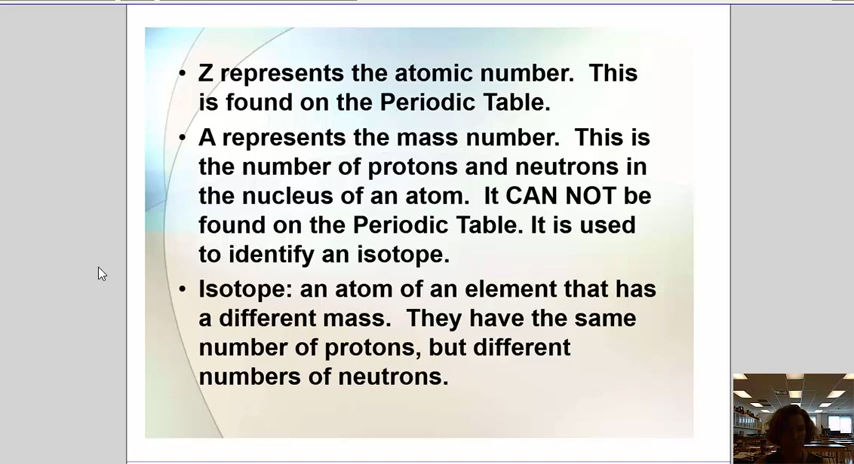 • Z represents the atomic number.  This
is found on the Periodic Table.
• A represents the mass number.  This is
the number of protons and neutrons in
the nucleus of an atom.  It CAN NOT be
found on the Periodic Table. It is used
to identify an isotope.
• Isotope: an atom of an element that has
a different mass.  They have the same
number of protons, but different
numbers of neutrons.